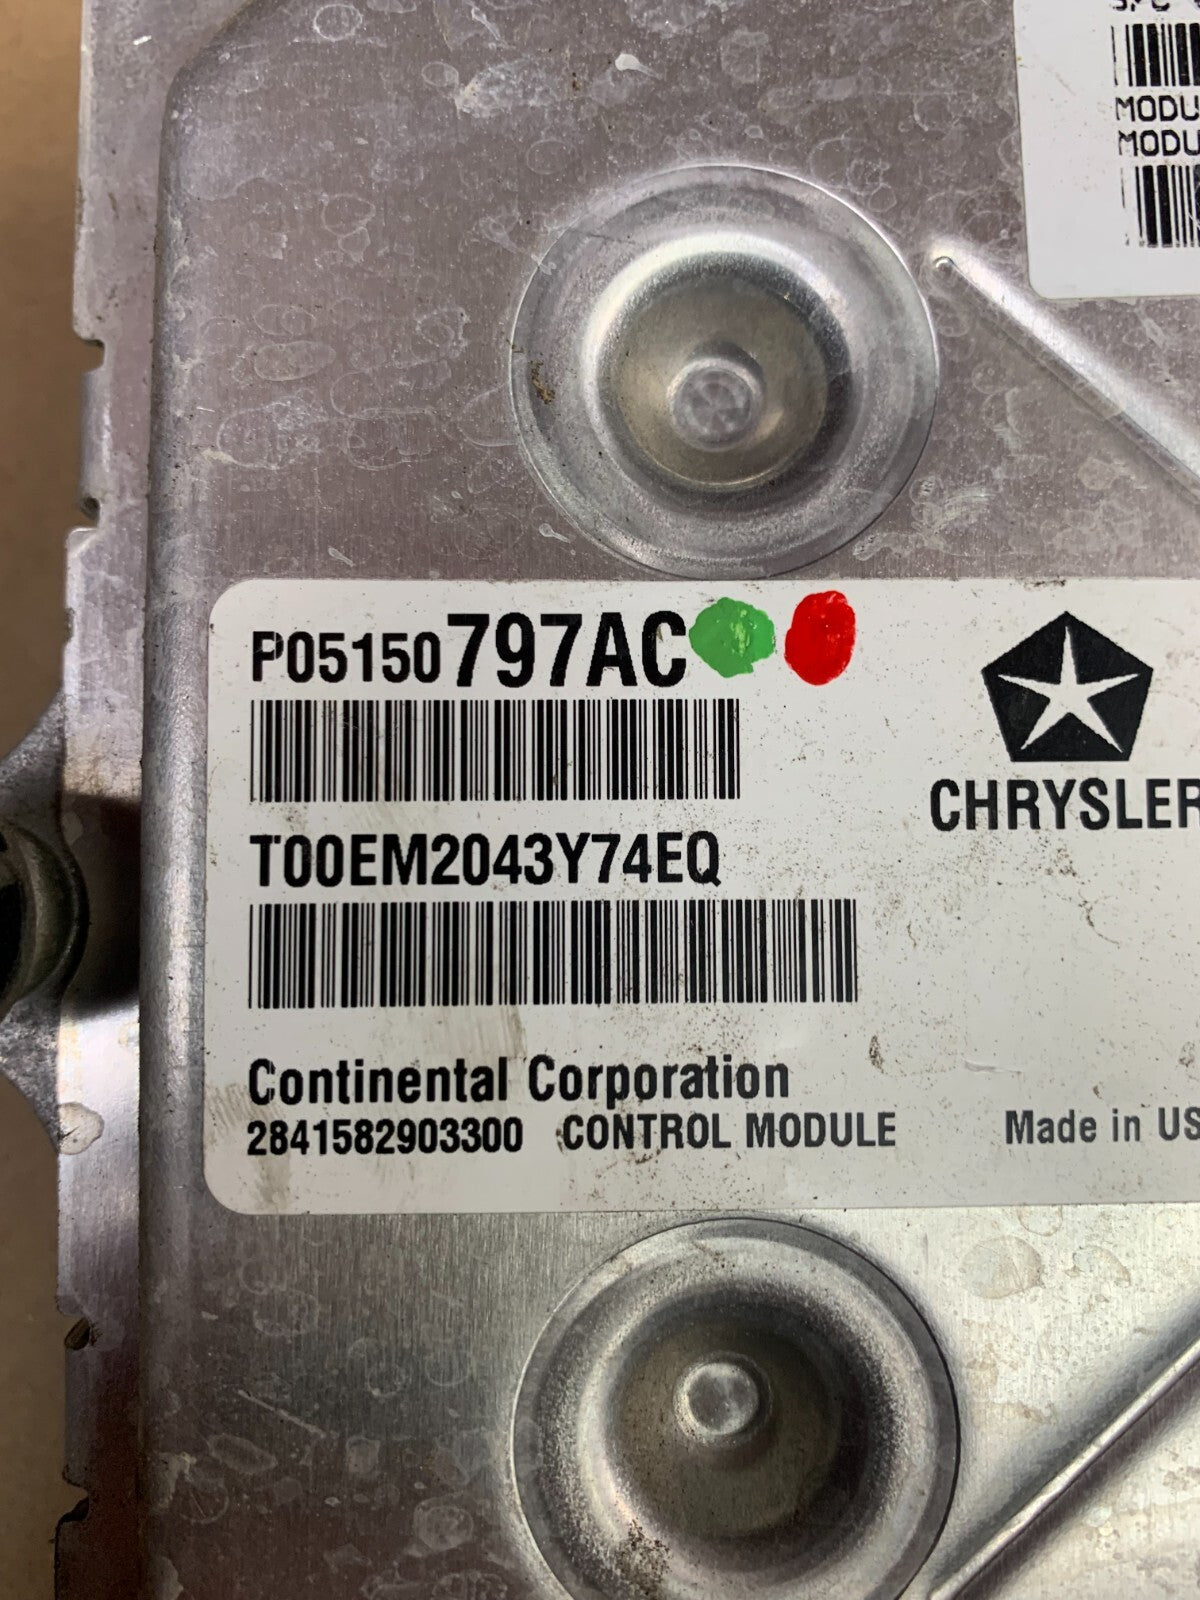 MODU
MODU
P05150797AC
CHRYSLER
T00EM2043Y74EQ
Continental Corporation
2841582903300 CONTROL MODULE Made in US